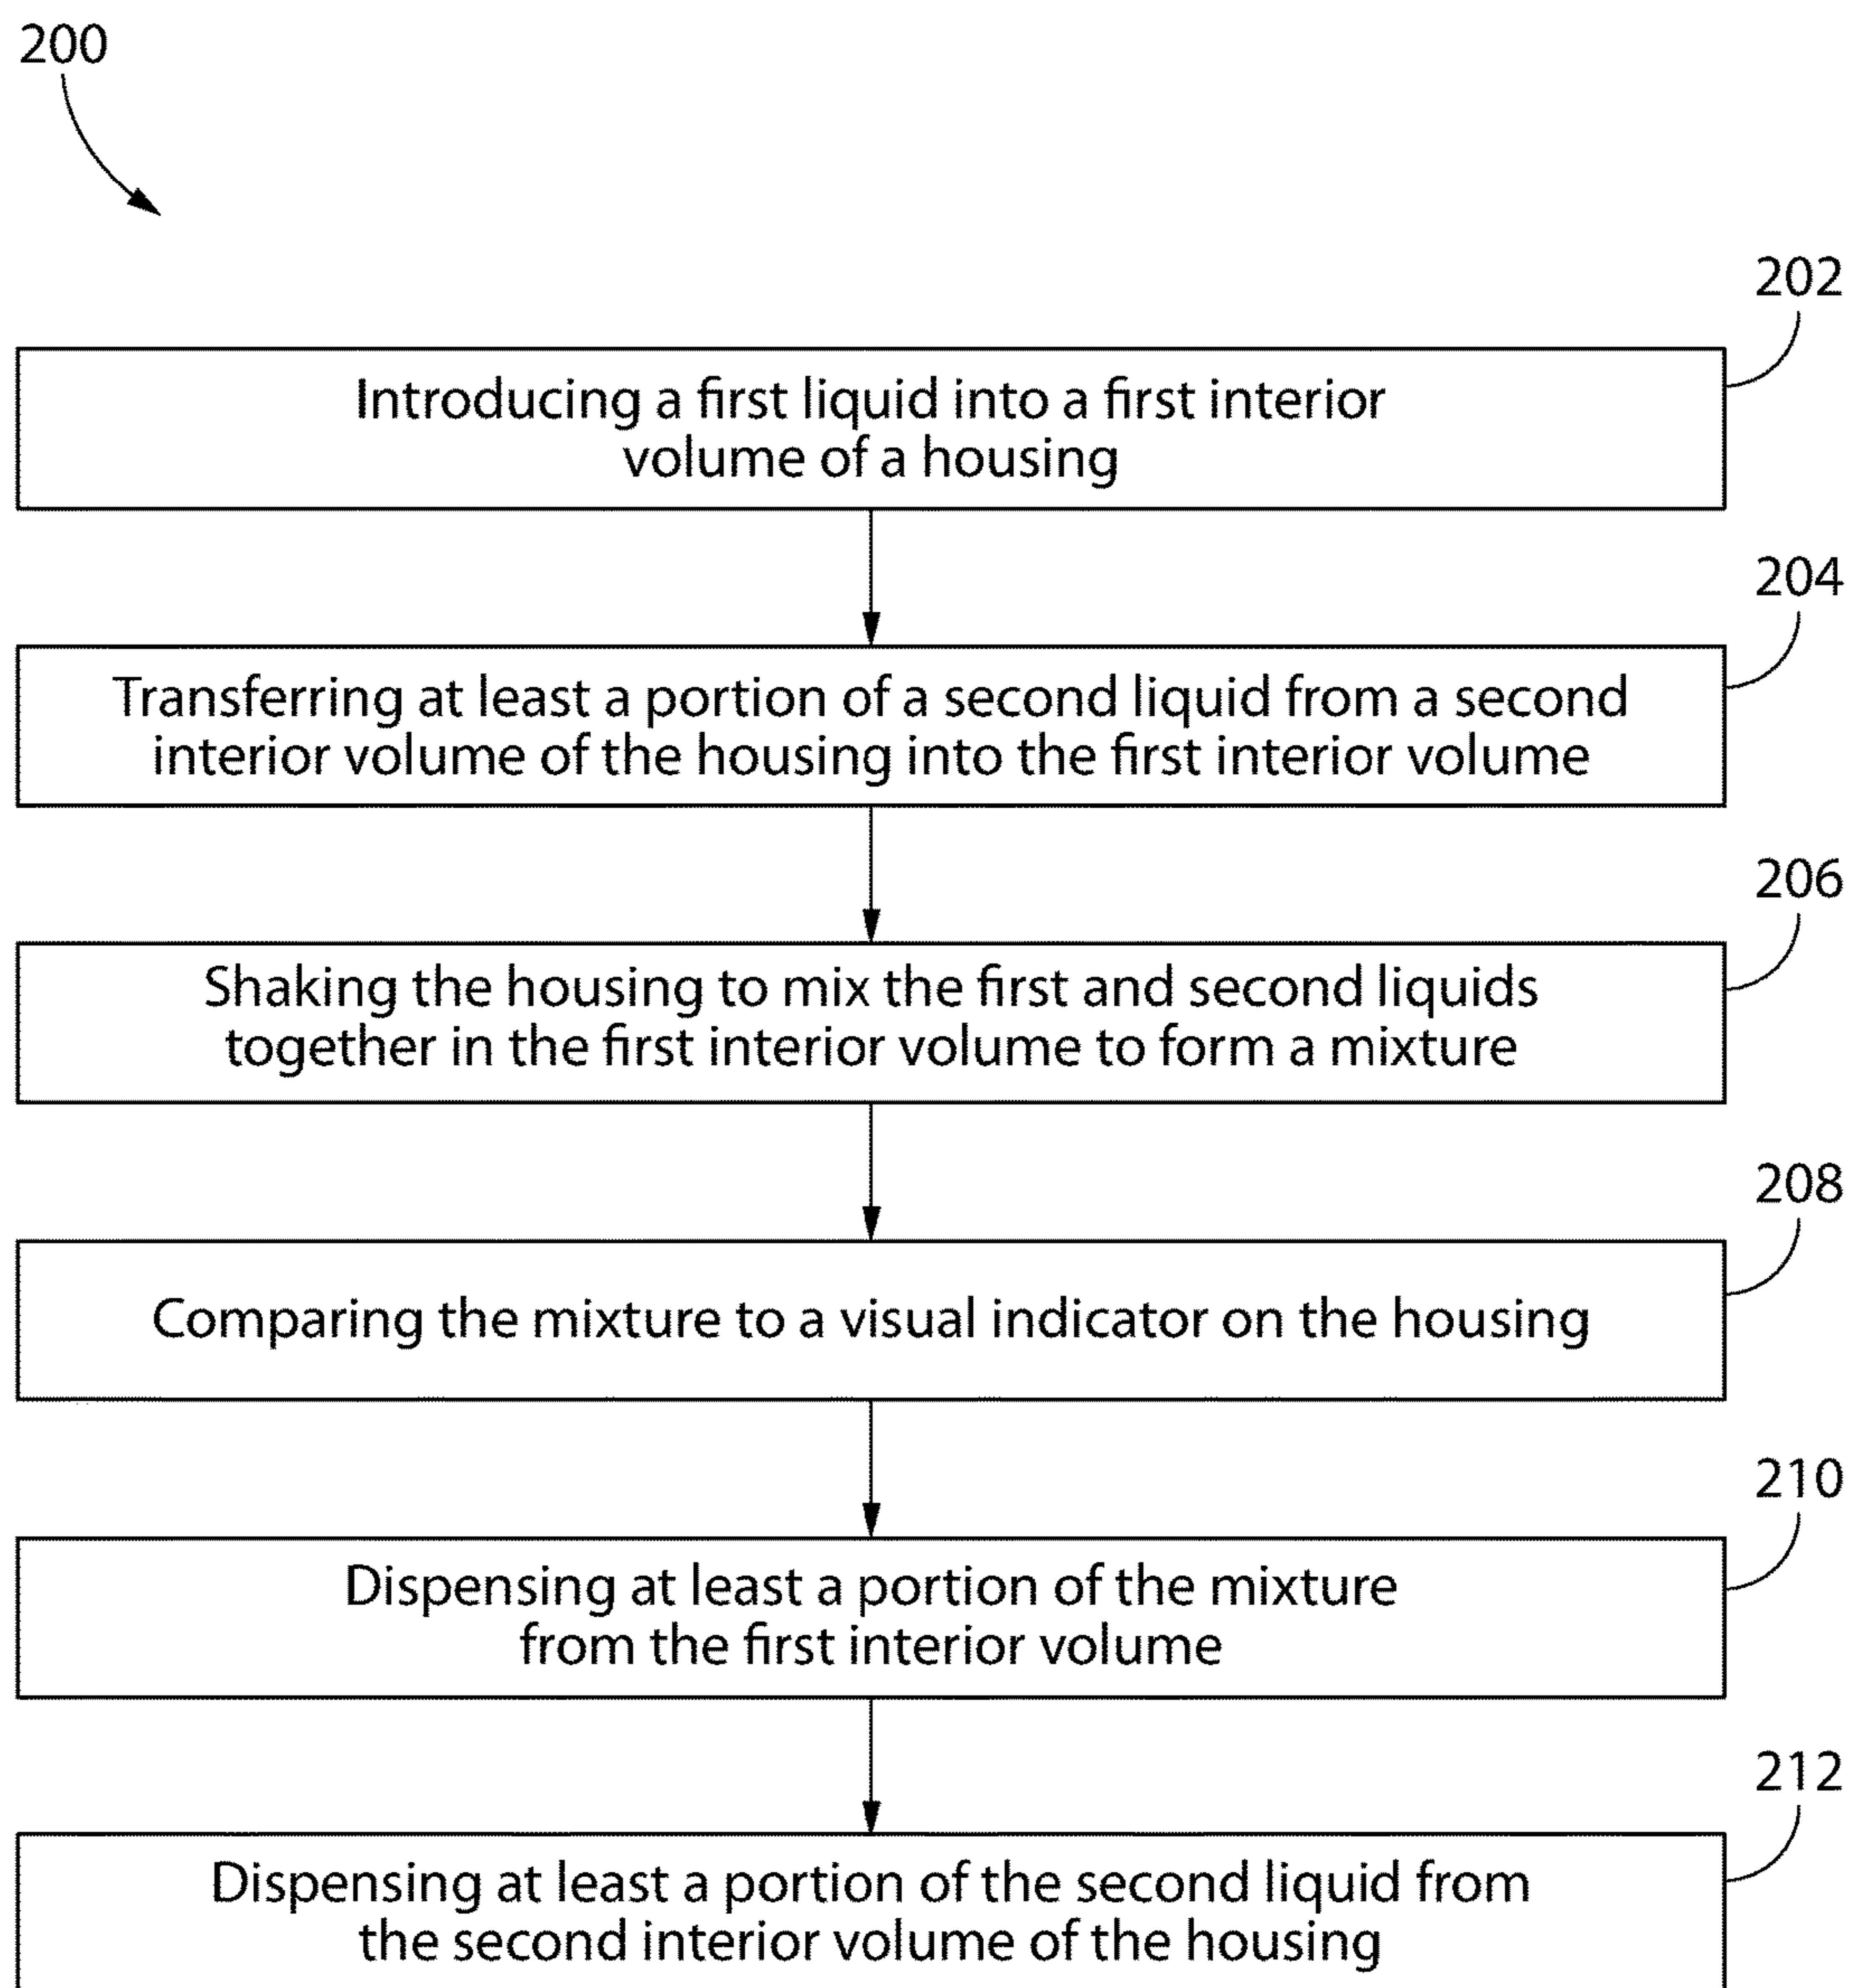 200
202
Introducing a first liquid into a first interior
volume of a housing
204
Transferring at least a portion of a second liquid from a second
interior volume of the housing into the first interior volume
206
Shaking the housing to mix the first and second liquids
together in the first interior volume to form a mixture
208
Comparing the mixture to a visual indicator on the housing
210
Dispensing at least a portion of the mixture
from the first interior volume
212
Dispensing at least a portion of the second liquid from
the second interior volume of the housing